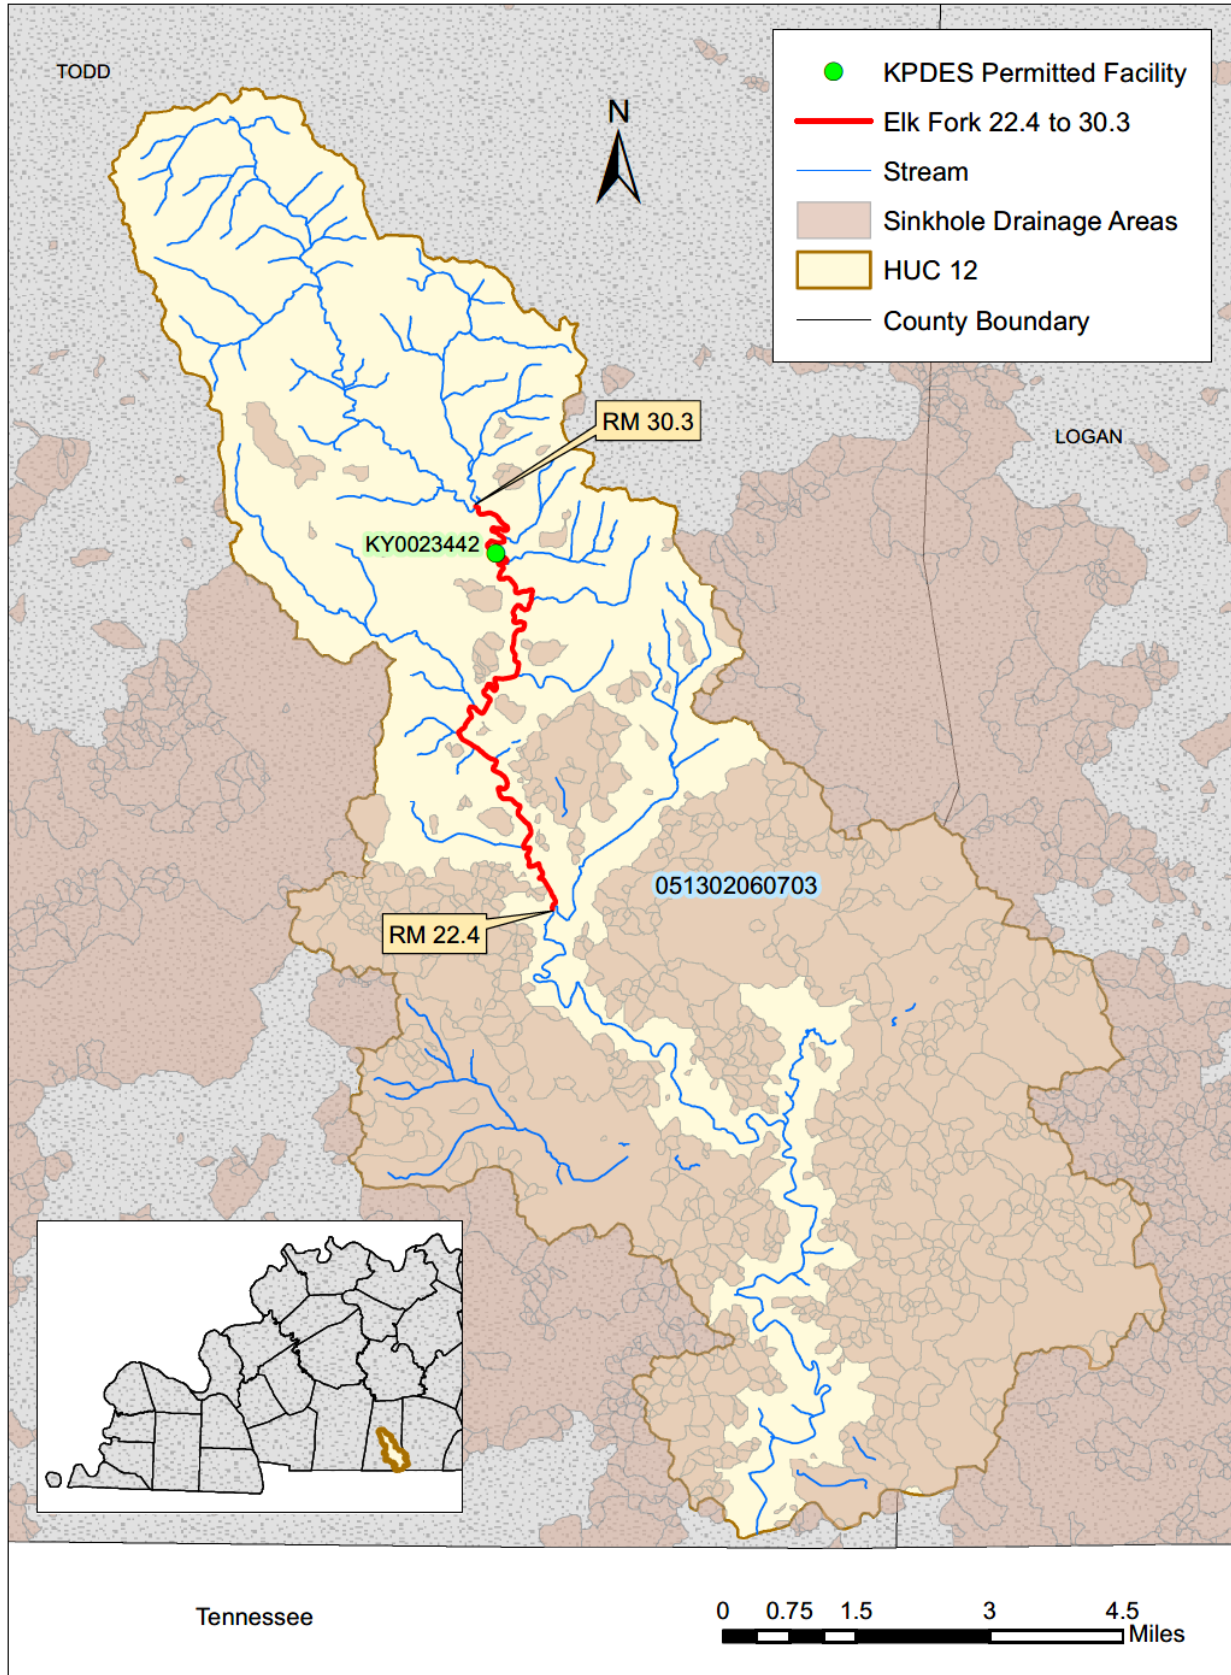 TODD
KPDES Permitted Facility
Elk Fork 22.4 to 30.3
Stream
Sinkhole Drainage Areas
HUC 12
County Boundary
N
RM 30.3
LOGAN
KY0023442
051302060703
RM 22.4
Tennessee
0 0.75 1.5 3 4.5
Miles